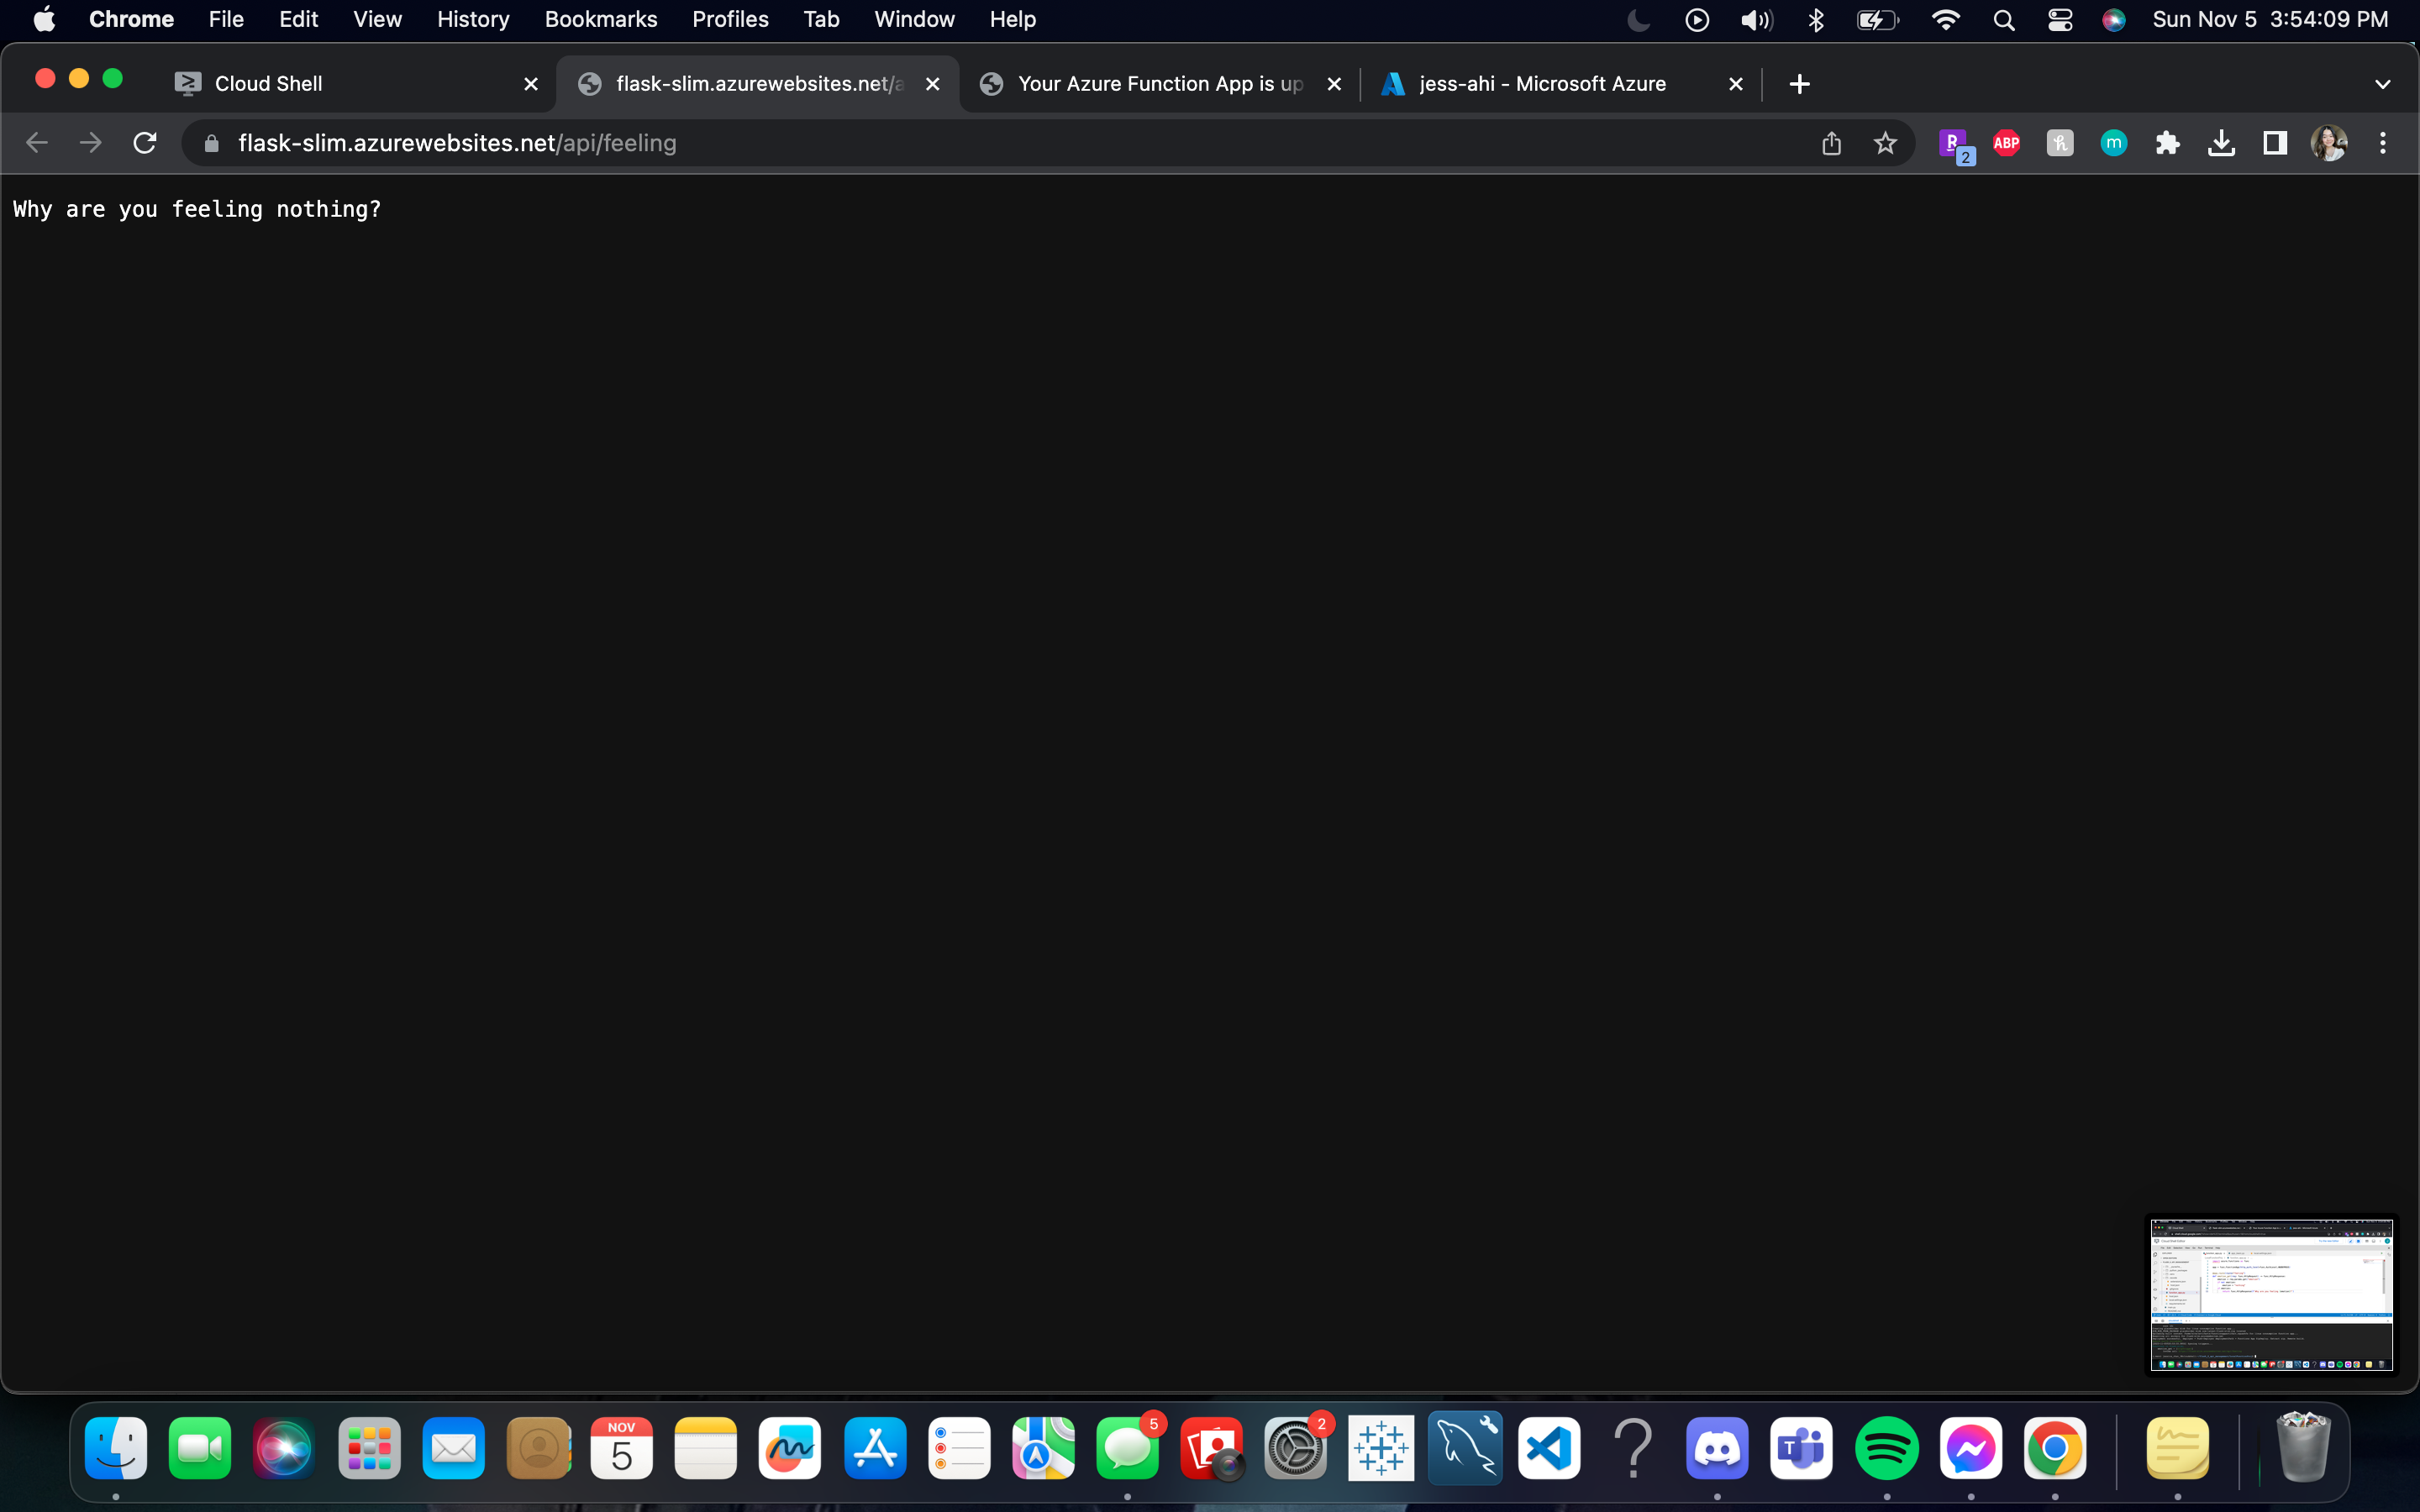 Chrome File Edit View History Bookmarks Profiles Tab Window Help Sun Nov 5 3:54:09 PM
Cloud Shell flask-slim.azurewebsites.net/a Your Azure Function App is up jess-ahi - Microsoft Azure
flask-slim.azurewebsites.net/api/feeling R 2 ABP h m
Why are you feeling nothing?
NOV 5 2
5 T